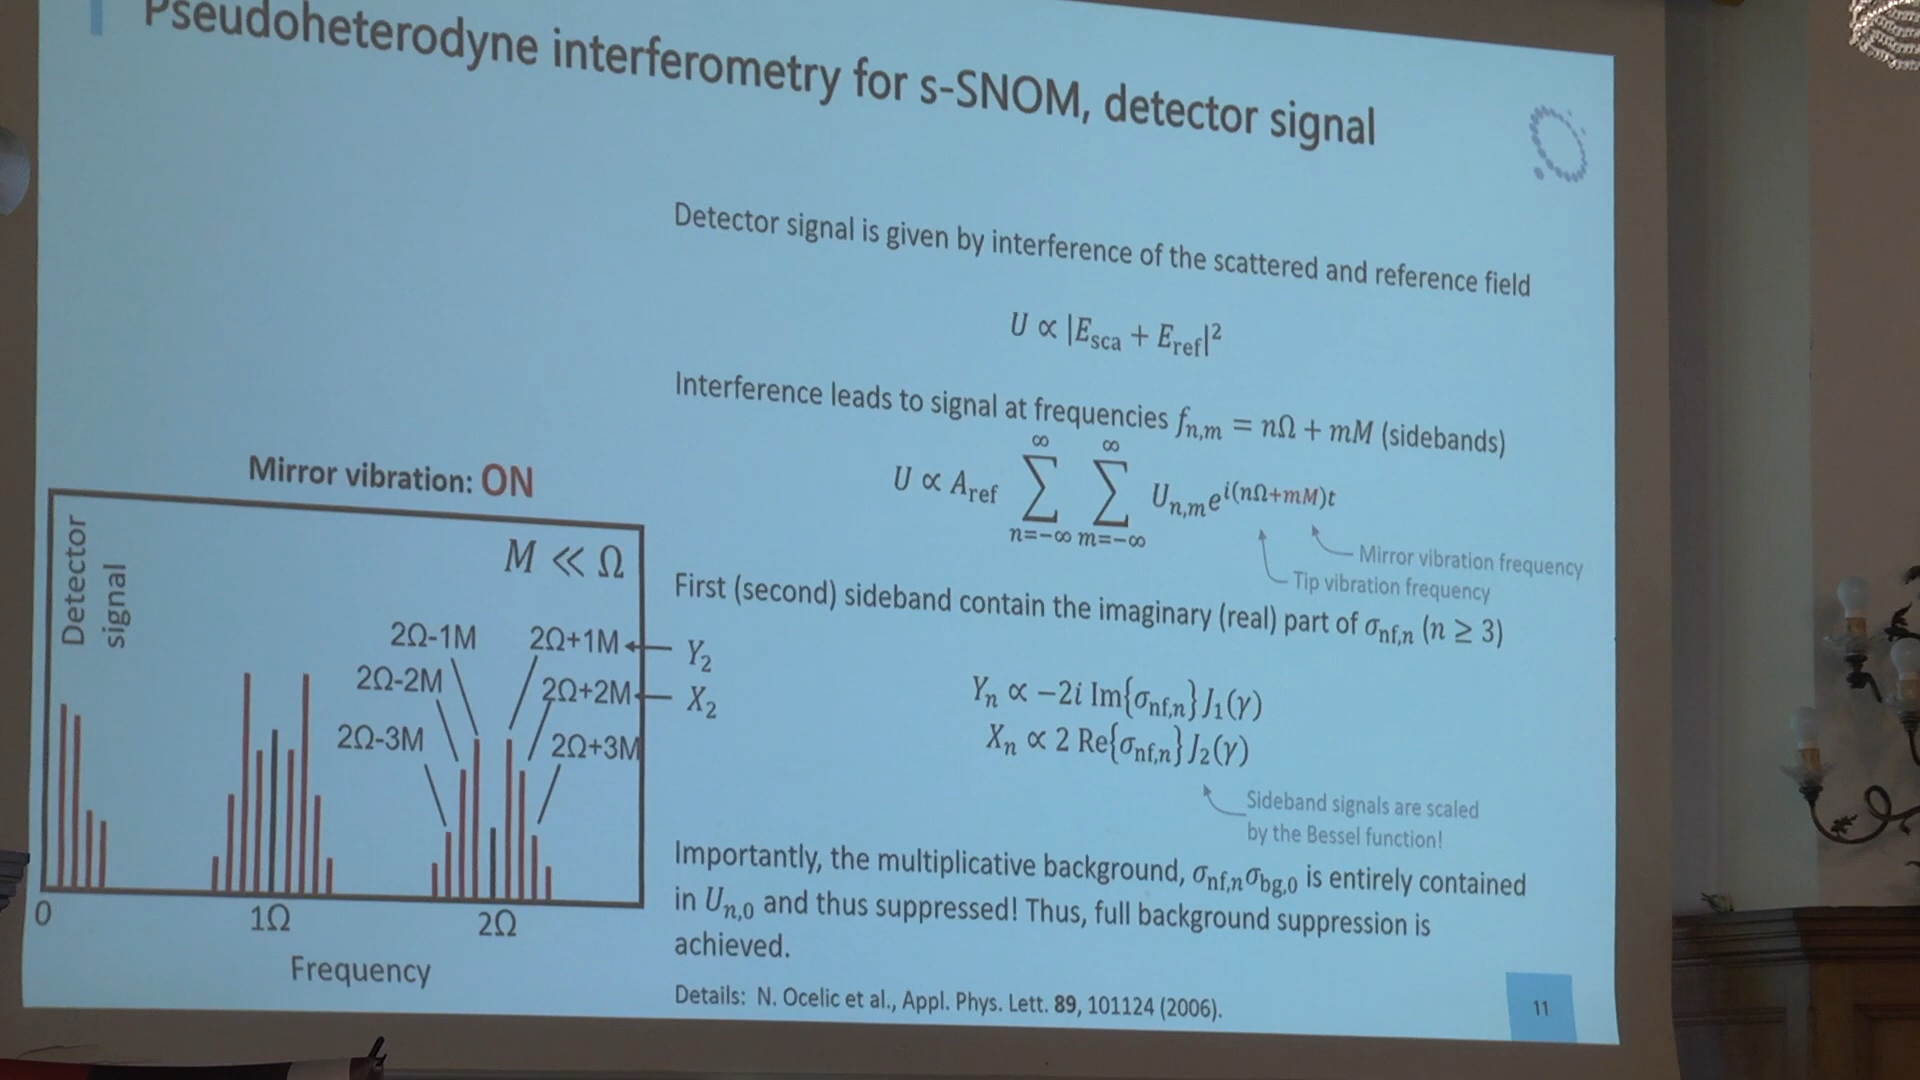 Pseudoheterodyne interferometry for s-SNOM, detector signal
Detector signal is given by interference of the scattered and reference field
U ∝ |E_sca + E_ref|²
Interference leads to signal at frequencies f_n,m = nΩ + mM (sidebands)
U ∝ A_ref ∑_{n=−∞}^{∞} ∑_{m=−∞}^{∞} U_n,m e^{i(nΩ+mM)t}
Mirror vibration frequency
Tip vibration frequency
First (second) sideband contain the imaginary (real) part of σ_nf,n (n ≥ 3)
Y_n ∝ −2i Im{σ_nf,n}J₁(γ)
X_n ∝ 2 Re{σ_nf,n}J₂(γ)
Sideband signals are scaled
by the Bessel function!
Importantly, the multiplicative background, σ_nf,nσ_bg,0 is entirely contained
in U_n,0 and thus suppressed! Thus, full background suppression is
achieved.
Details: N. Ocelic et al., Appl. Phys. Lett. 89, 101124 (2006).
11
Mirror vibration: ON
Detector
signal
M ≪ Ω
2Ω-1M
2Ω+1M
Y₂
2Ω-2M
2Ω+2M
X₂
2Ω-3M
2Ω+3M
0
1Ω
2Ω
Frequency